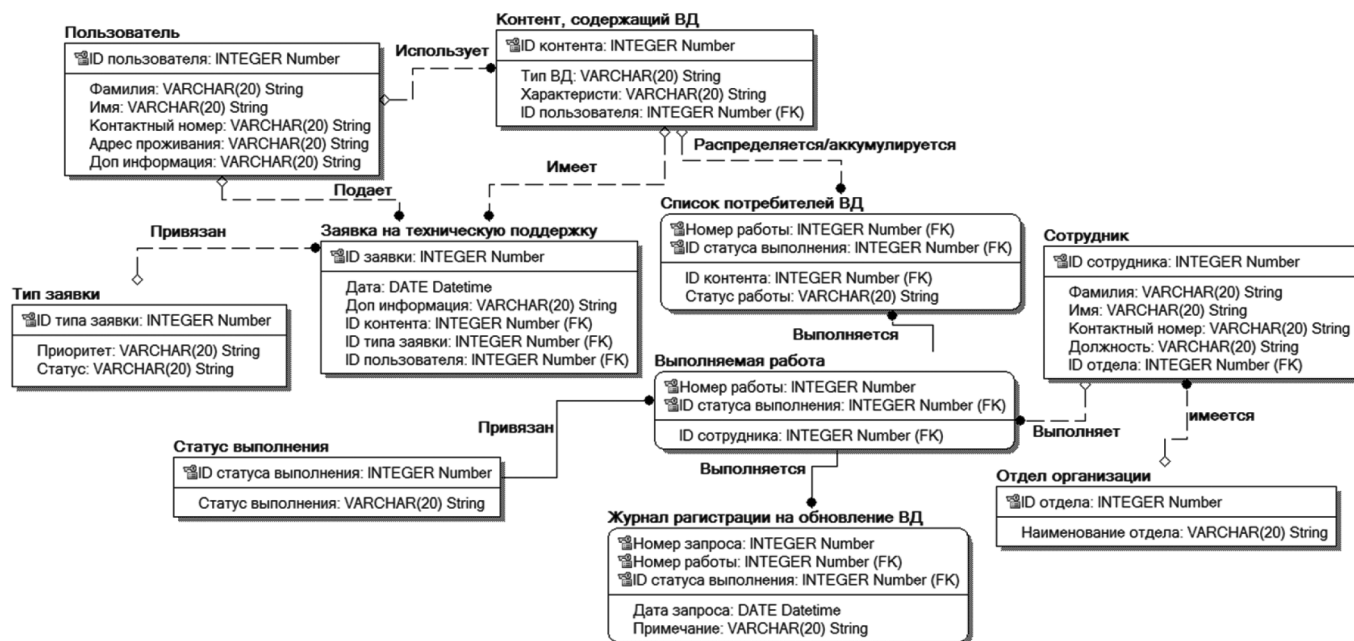 Пользователь
ID пользователя: INTEGER Number
Фамилия: VARCHAR(20) String
Имя: VARCHAR(20) String
Контактный номер: VARCHAR(20) String
Адрес проживания: VARCHAR(20) String
Доп информация: VARCHAR(20) String
Использует
Контент, содержащий ВД
ID контента: INTEGER Number
Тип ВД: VARCHAR(20) String
Характеристи: VARCHAR(20) String
ID пользователя: INTEGER Number (FK)
Распределяется/аккумулируется
Имеет
Подает
Привязан
Заявка на техническую поддержку
ID заявки: INTEGER Number
Дата: DATE Datetime
Доп информация: VARCHAR(20) String
ID контента: INTEGER Number (FK)
ID типа заявки: INTEGER Number (FK)
ID пользователя: INTEGER Number (FK)
Тип заявки
ID типа заявки: INTEGER Number
Приоритет: VARCHAR(20) String
Статус: VARCHAR(20) String
Список потребителей ВД
Номер работы: INTEGER Number (FK)
ID статуса выполнения: INTEGER Number (FK)
ID контента: INTEGER Number (FK)
Статус работы: VARCHAR(20) String
Сотрудник
ID сотрудника: INTEGER Number
Фамилия: VARCHAR(20) String
Имя: VARCHAR(20) String
Контактный номер: VARCHAR(20) String
Должность: VARCHAR(20) String
ID отдела: INTEGER Number (FK)
Выполняется
Выполняемая работа
Номер работы: INTEGER Number
ID статуса выполнения: INTEGER Number (FK)
ID сотрудника: INTEGER Number (FK)
Выполняет
имеется
Привязан
Статус выполнения
ID статуса выполнения: INTEGER Number
Статус выполнения: VARCHAR(20) String
Выполняется
Отдел организации
ID отдела: INTEGER Number
Наименование отдела: VARCHAR(20) String
Журнал рагистрации на обновление ВД
Номер запроса: INTEGER Number
Номер работы: INTEGER Number (FK)
ID статуса выполнения: INTEGER Number (FK)
Дата запроса: DATE Datetime
Примечание: VARCHAR(20) String